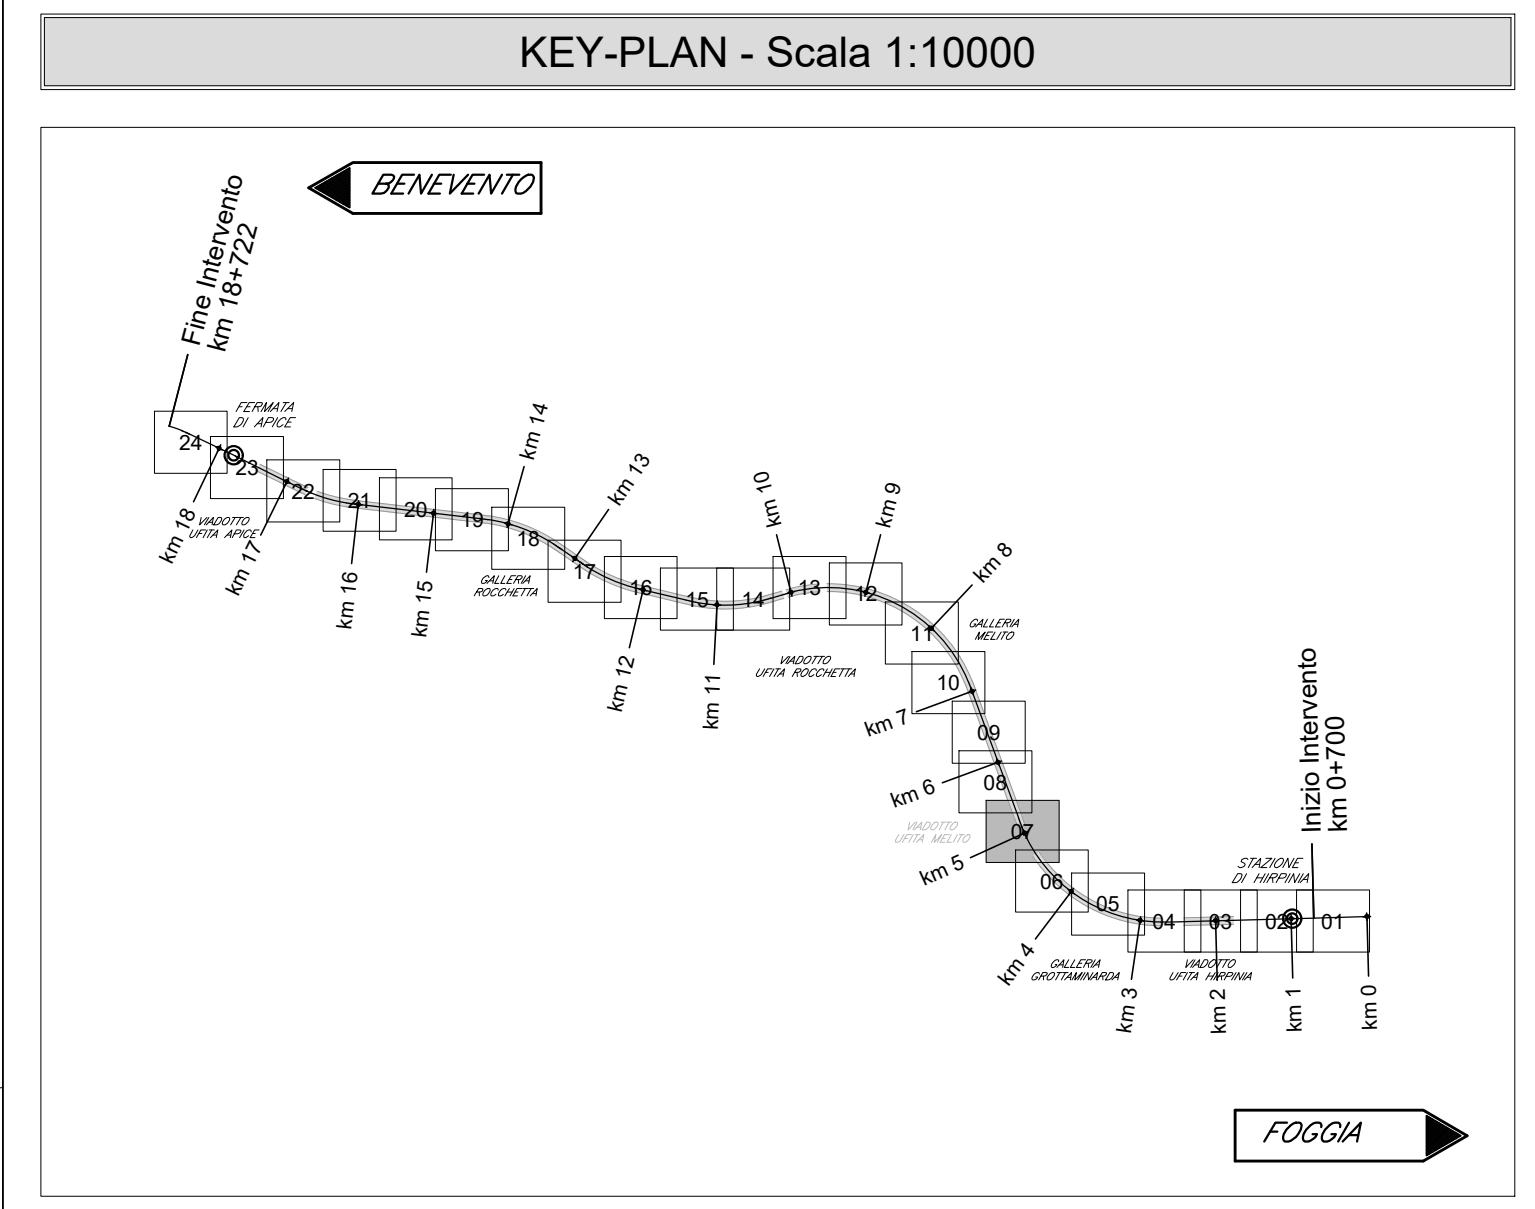 KEY-PLAN - Scala 1:10000
BENEVENTO
Fine Intervento
km 18+722
FERMATA
DI APICE
24
23
22
21
20
19
18
17
16
15
14
13
12
11
10
09
08
07
06
05
04
03
02
01
km 18
VIADOTTO
UFITA APICE
km 17
km 16
km 15
km 14
GALLERIA
ROCCHETTA
km 13
km 12
km 11
km 10
VIADOTTO
UFITA ROCCHETTA
km 9
km 8
GALLERIA
MELITO
km 7
km 6
VIADOTTO
UFITA MELITO
km 5
km 4
GALLERIA
GROTTAMINARDA
km 3
VIADOTTO
UFITA HIRPINIA
km 2
STAZIONE
DI HIRPINIA
km 1
Inizio Intervento
km 0+700
km 0
FOGGIA